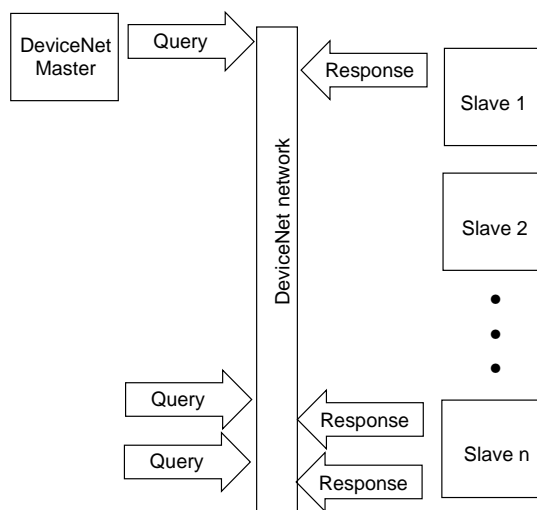 DeviceNet
Master
Query
Response
Slave 1
DeviceNet network
Slave 2
Query
Response
Slave n
Query
Response